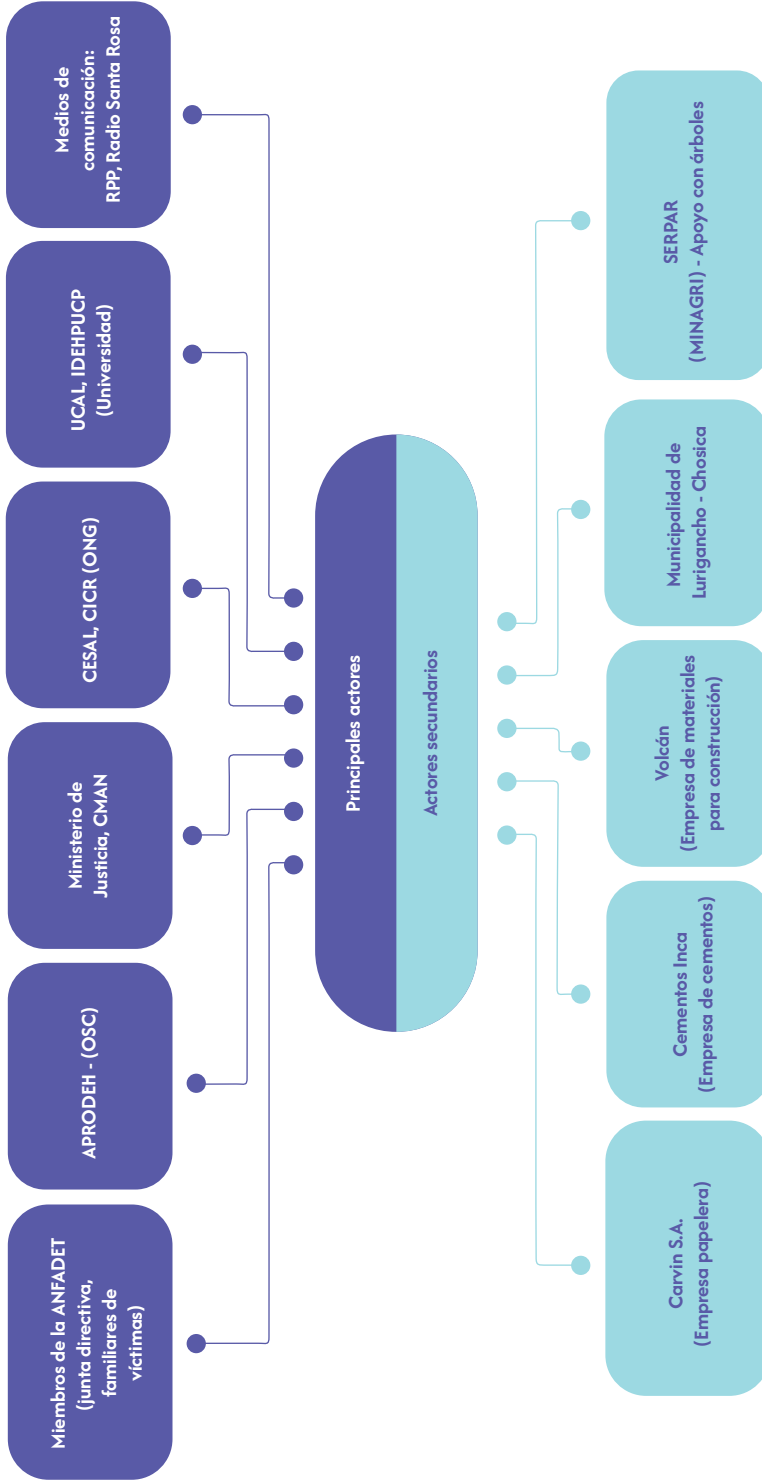 Miembros de la ANFADET
(junta directiva,
familiares de
víctimas)
APRODEH - (OSC)
Ministerio de
Justicia, CMAN
CESAL, CICR (ONG)
UCAL, IDEHPUCP
(Universidad)
Medios de
comunicación:
RPP, Radio Santa Rosa
Principales actores
Actores secundarios
Carvin S.A.
(Empresa papelera)
Cementos Inca
(Empresa de cementos)
Volcán
(Empresa de materiales
para construcción)
Municipalidad de
Lurigancho - Chosica
SERPAR
(MINAGRI) - Apoyo con árboles